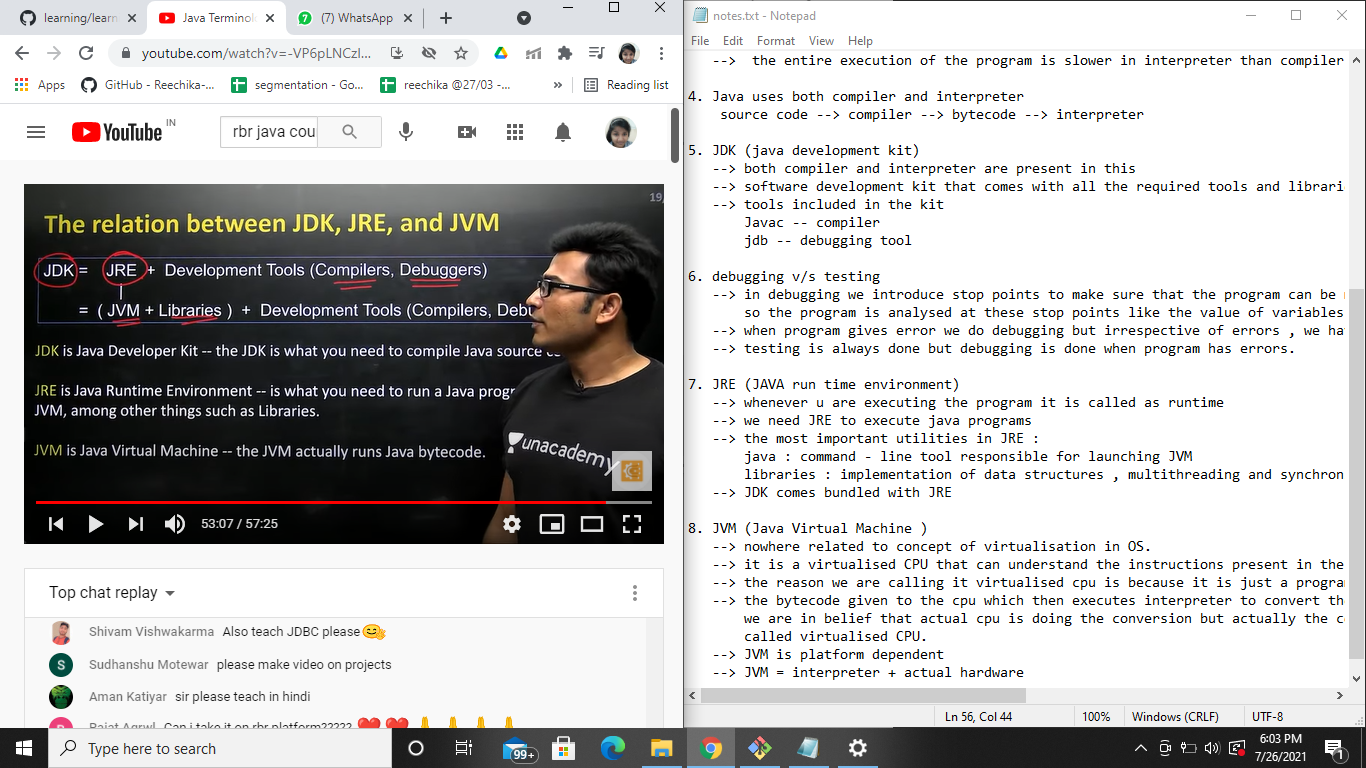 learning/learn
Java Terminolo
(7) WhatsApp
youtube.com/watch?v=-VP6pLNCzI...
Apps
GitHub - Reechika-...
segmentation - Go...
reechika @27/03 -...
»
Reading list
YouTube IN
rbr java cou
19
The relation between JDK, JRE, and JVM
JDK = JRE + Development Tools (Compilers, Debuggers)
= ( JVM + Libraries ) + Development Tools (Compilers, Debu
JDK is Java Developer Kit -- the JDK is what you need to compile Java source
JRE is Java Runtime Environment -- is what you need to run a Java prog
JVM, among other things such as Libraries.
JVM is Java Virtual Machine -- the JVM actually runs Java bytecode.
unacademy
53:07 / 57:25
Top chat replay
Shivam Vishwakarma Also teach JDBC please
S Sudhanshu Motewar please make video on projects
Aman Katiyar sir please teach in hindi
Rajat Agrwl Can i take it on rbr platform?????
notes.txt - Notepad
File Edit Format View Help
--> the entire execution of the program is slower in interpreter than compiler
4. Java uses both compiler and interpreter
source code --> compiler --> bytecode --> interpreter
5. JDK (java development kit)
--> both compiler and interpreter are present in this
--> software development kit that comes with all the required tools and librari
--> tools included in the kit
Javac -- compiler
jdb -- debugging tool
6. debugging v/s testing
--> in debugging we introduce stop points to make sure that the program can be
so the program is analysed at these stop points like the value of variables
--> when program gives error we do debugging but irrespective of errors , we ha
--> testing is always done but debugging is done when program has errors.
7. JRE (JAVA run time environment)
--> whenever u are executing the program it is called as runtime
--> we need JRE to execute java programs
--> the most important utilities in JRE :
java : command - line tool responsible for launching JVM
libraries : implementation of data structures , multithreading and synchron
--> JDK comes bundled with JRE
8. JVM (Java Virtual Machine )
--> nowhere related to concept of virtualisation in OS.
--> it is a virtualised CPU that can understand the instructions present in the
--> the reason we are calling it virtualised cpu is because it is just a progra
--> the bytecode given to the cpu which then executes interpreter to convert th
we are in belief that actual cpu is doing the conversion but actually the c
called virtualised CPU.
--> JVM is platform dependent
--> JVM = interpreter + actual hardware
Ln 56, Col 44 100% Windows (CRLF) UTF-8
Type here to search
99+
6:03 PM
7/26/2021
1